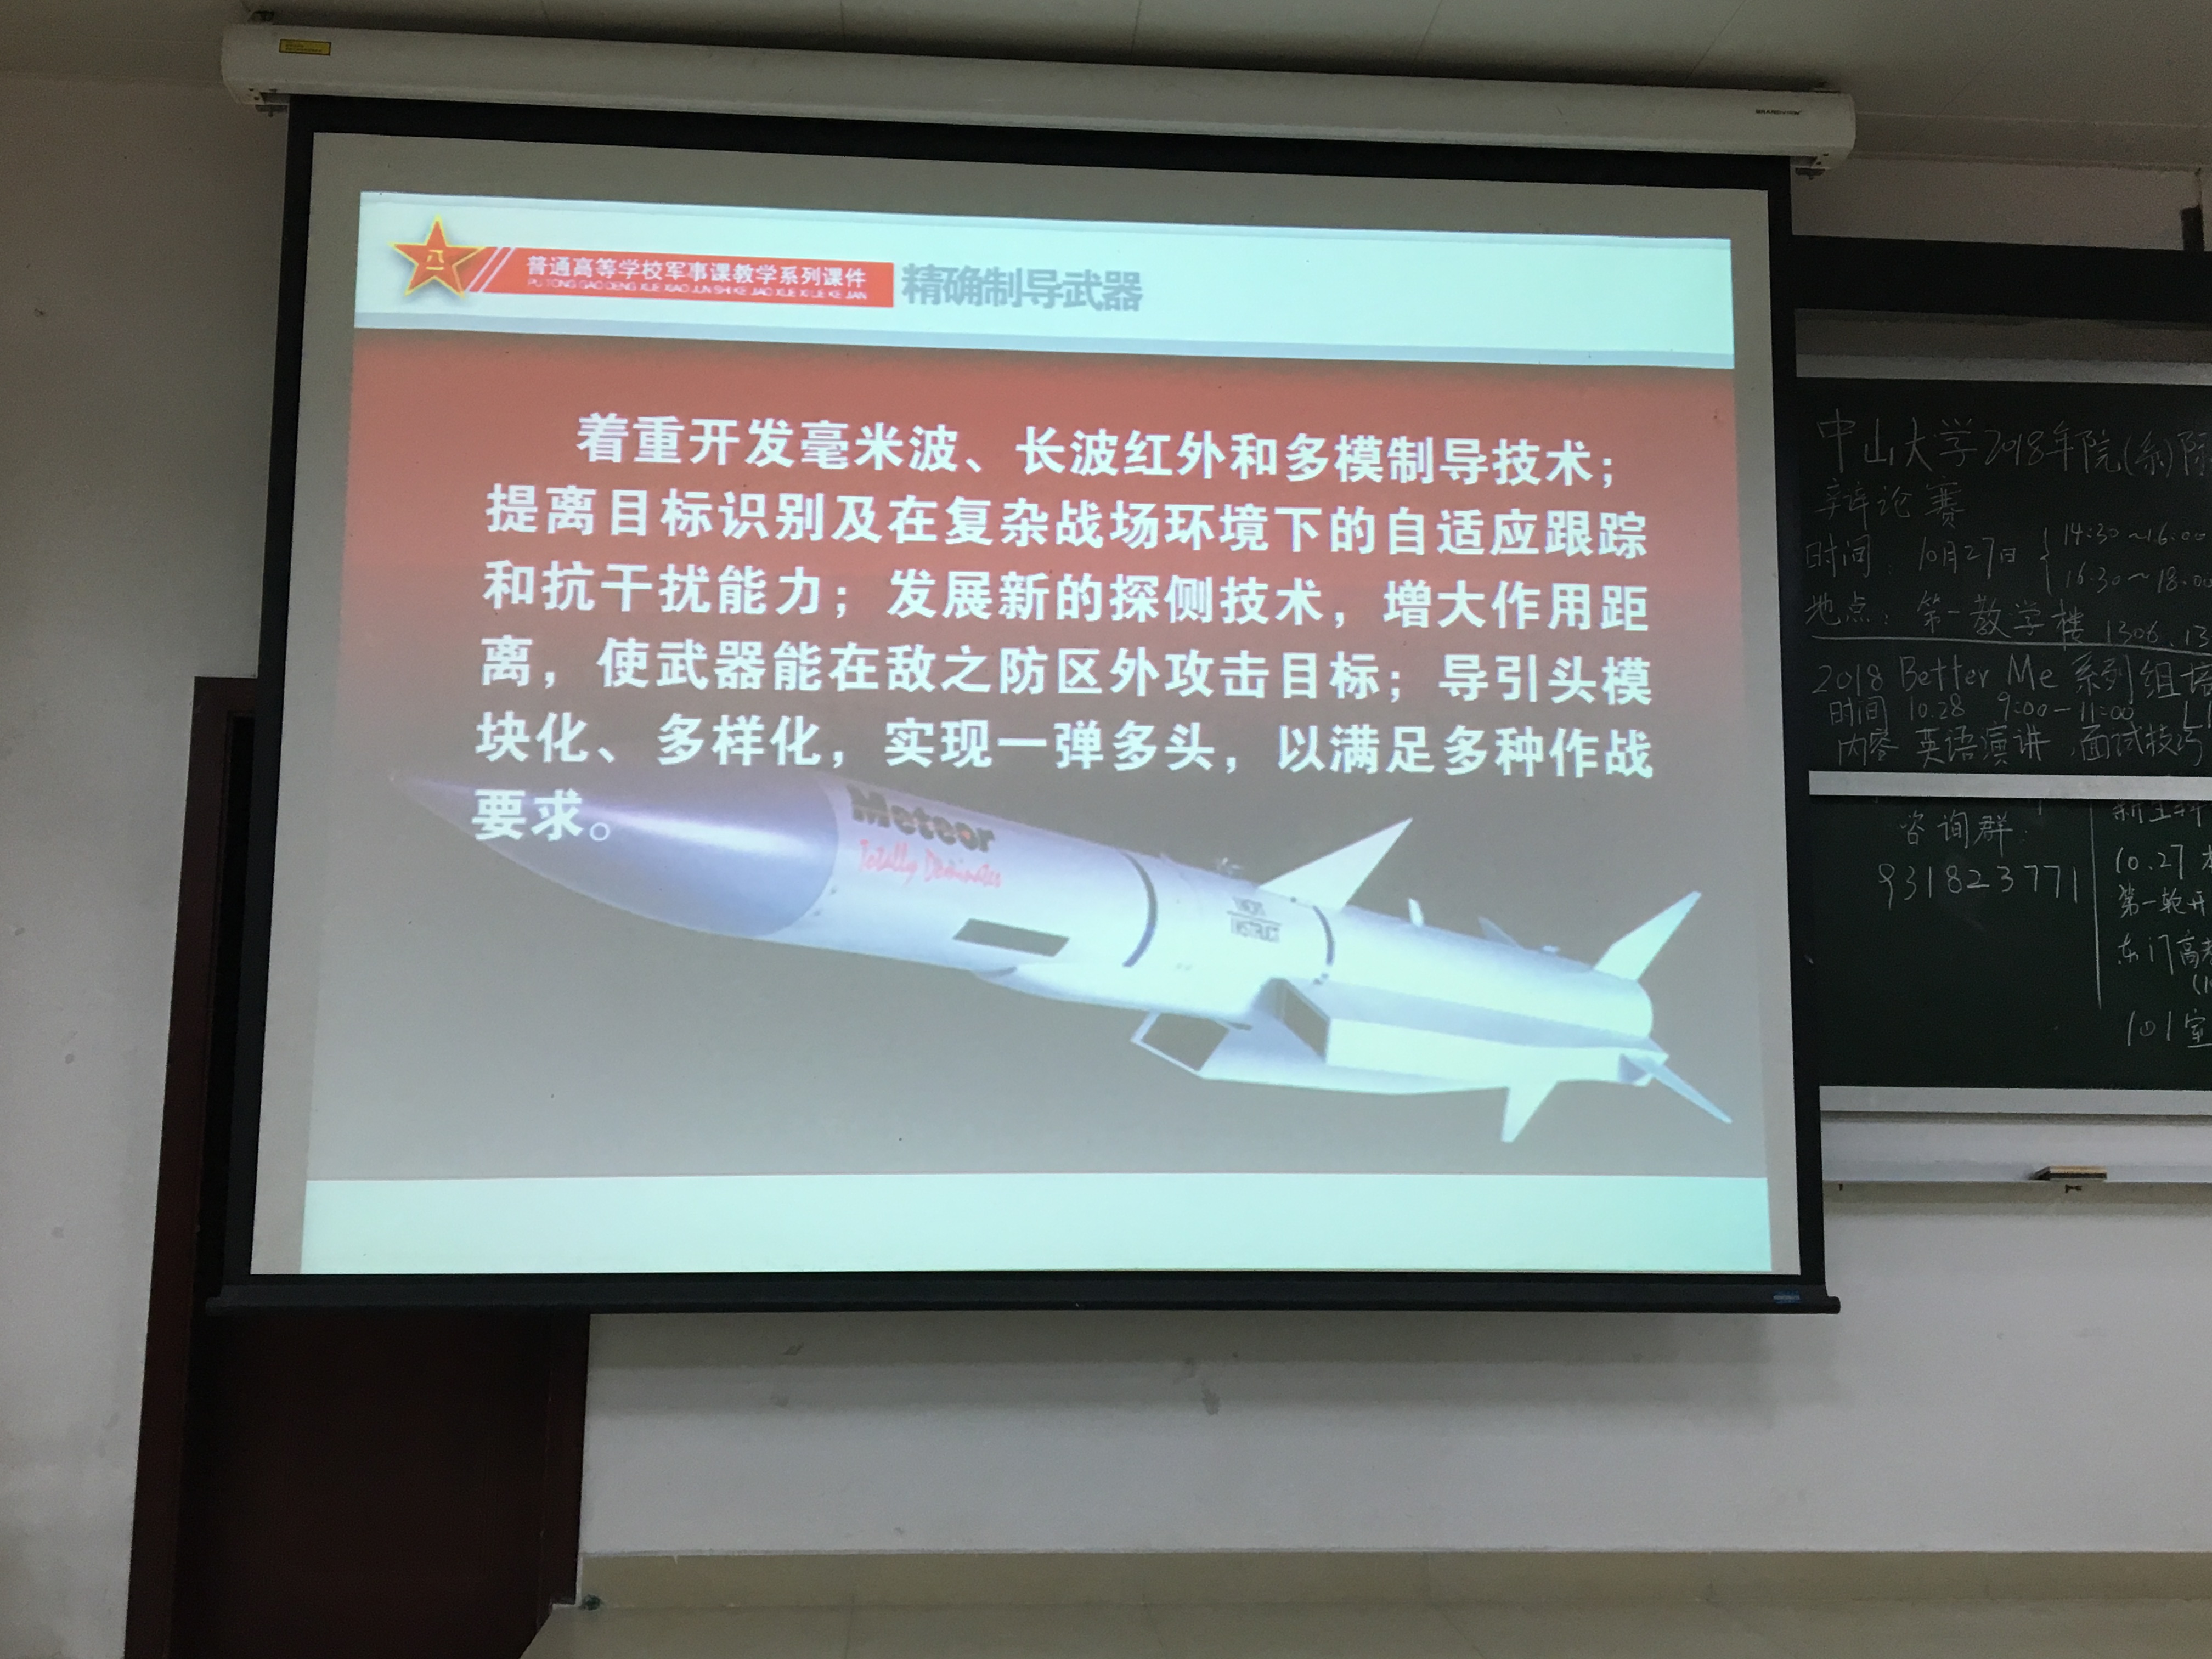 八一
普通高等学校军事课教学系列课件
PU TONG GAO DENG XUE XIAO JUN SHI KE JIAO XUE XI LIE KE JIAN
精确制导武器
着重开发毫米波、长波红外和多模制导技术；
提离目标识别及在复杂战场环境下的自适应跟踪
和抗干扰能力；发展新的探侧技术，增大作用距
离，使武器能在敌之防区外攻击目标；导引头模
块化、多样化，实现一弹多头，以满足多种作战
要求。
Meteor
Totally Dominates
INSTRUCT
中山大学2018年院(系)际
辩论赛
时间：10月27日 { 14:30～16:00
16:30～18:00
地点：第一教学楼 1306、13
2018 Better Me 系列组培
时间 10.28 9:00-11:00
内容 英语演讲 面试技巧
咨询群：
931823771
10.27
第一轮开
东门高
101室